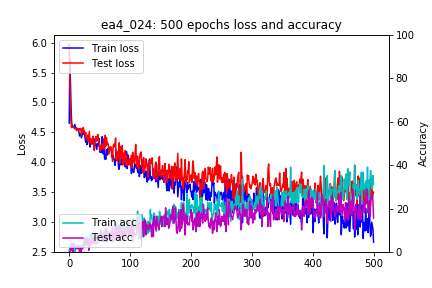 ea4_024: 500 epochs loss and accuracy
6.0
5.5
5.0
4.5
4.0
3.5
3.0
2.5
Loss
Train loss
Test loss
Train acc
Test acc
100
80
60
40
20
0
Accuracy
0
100
200
300
400
500